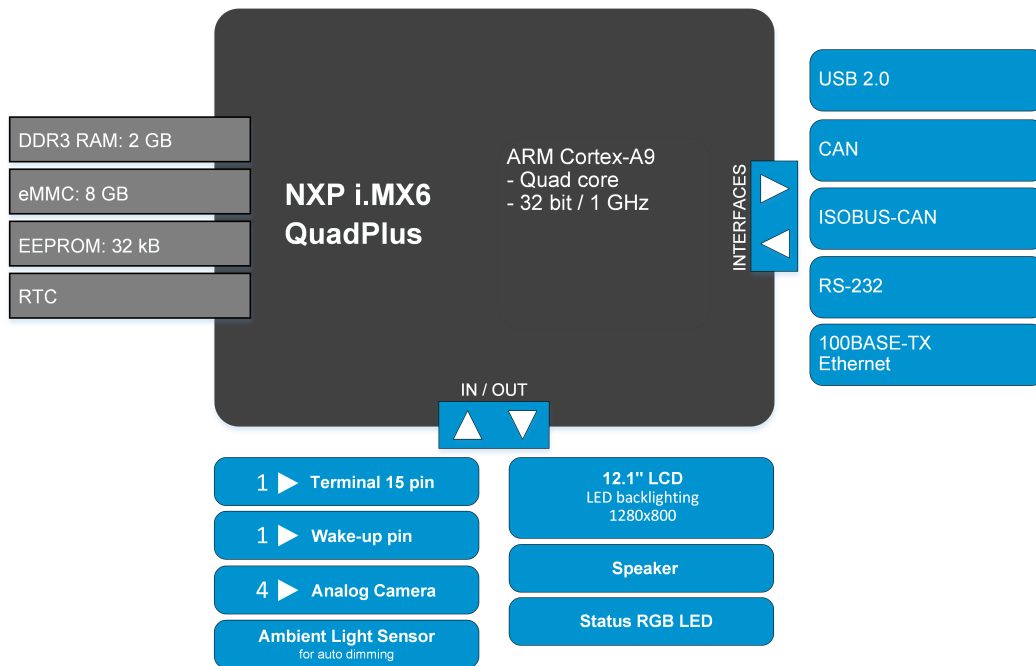 DDR3 RAM: 2 GB
eMMC: 8 GB
EEPROM: 32 kB
RTC
NXP i.MX6
QuadPlus
ARM Cortex-A9
- Quad core
- 32 bit / 1 GHz
INTERFACES
USB 2.0
CAN
ISOBUS-CAN
RS-232
100BASE-TX
Ethernet
IN / OUT
1 Terminal 15 pin
1 Wake-up pin
4 Analog Camera
Ambient Light Sensor
for auto dimming
12.1" LCD
LED backlighting
1280x800
Speaker
Status RGB LED